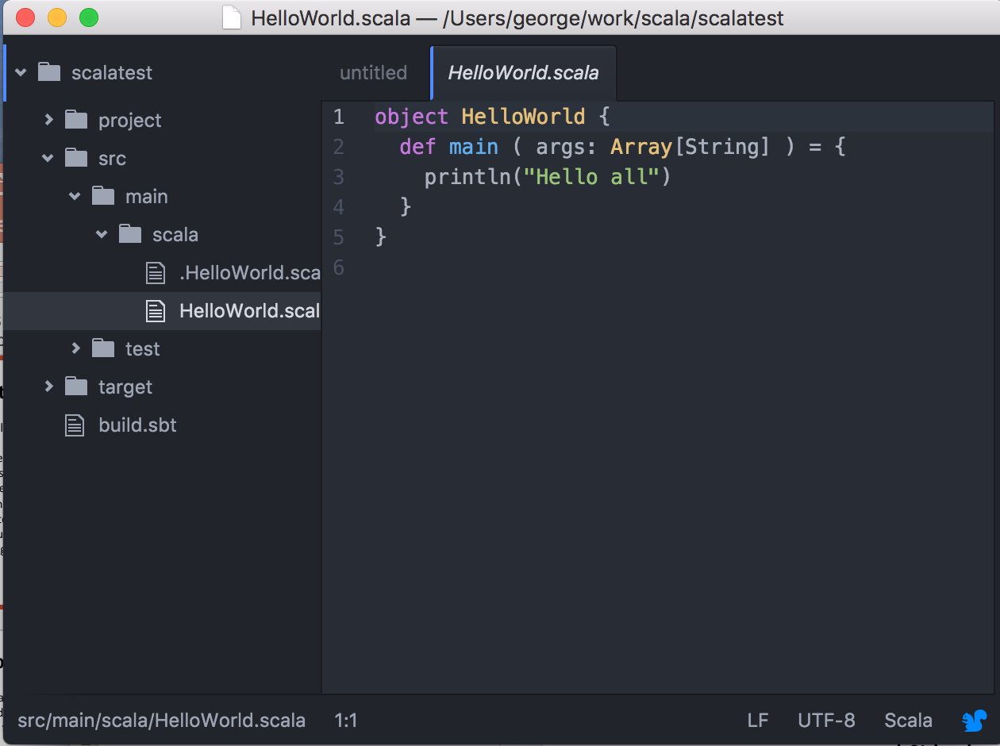 HelloWorld.scala — /Users/george/work/scala/scalatest
scalatest
project
src
main
scala
.HelloWorld.sca
HelloWorld.scal
test
target
build.sbt
untitled
HelloWorld.scala
1 object HelloWorld {
2   def main ( args: Array[String] ) = {
3     println("Hello all")
4   }
5 }
6
src/main/scala/HelloWorld.scala 1:1 LF UTF-8 Scala